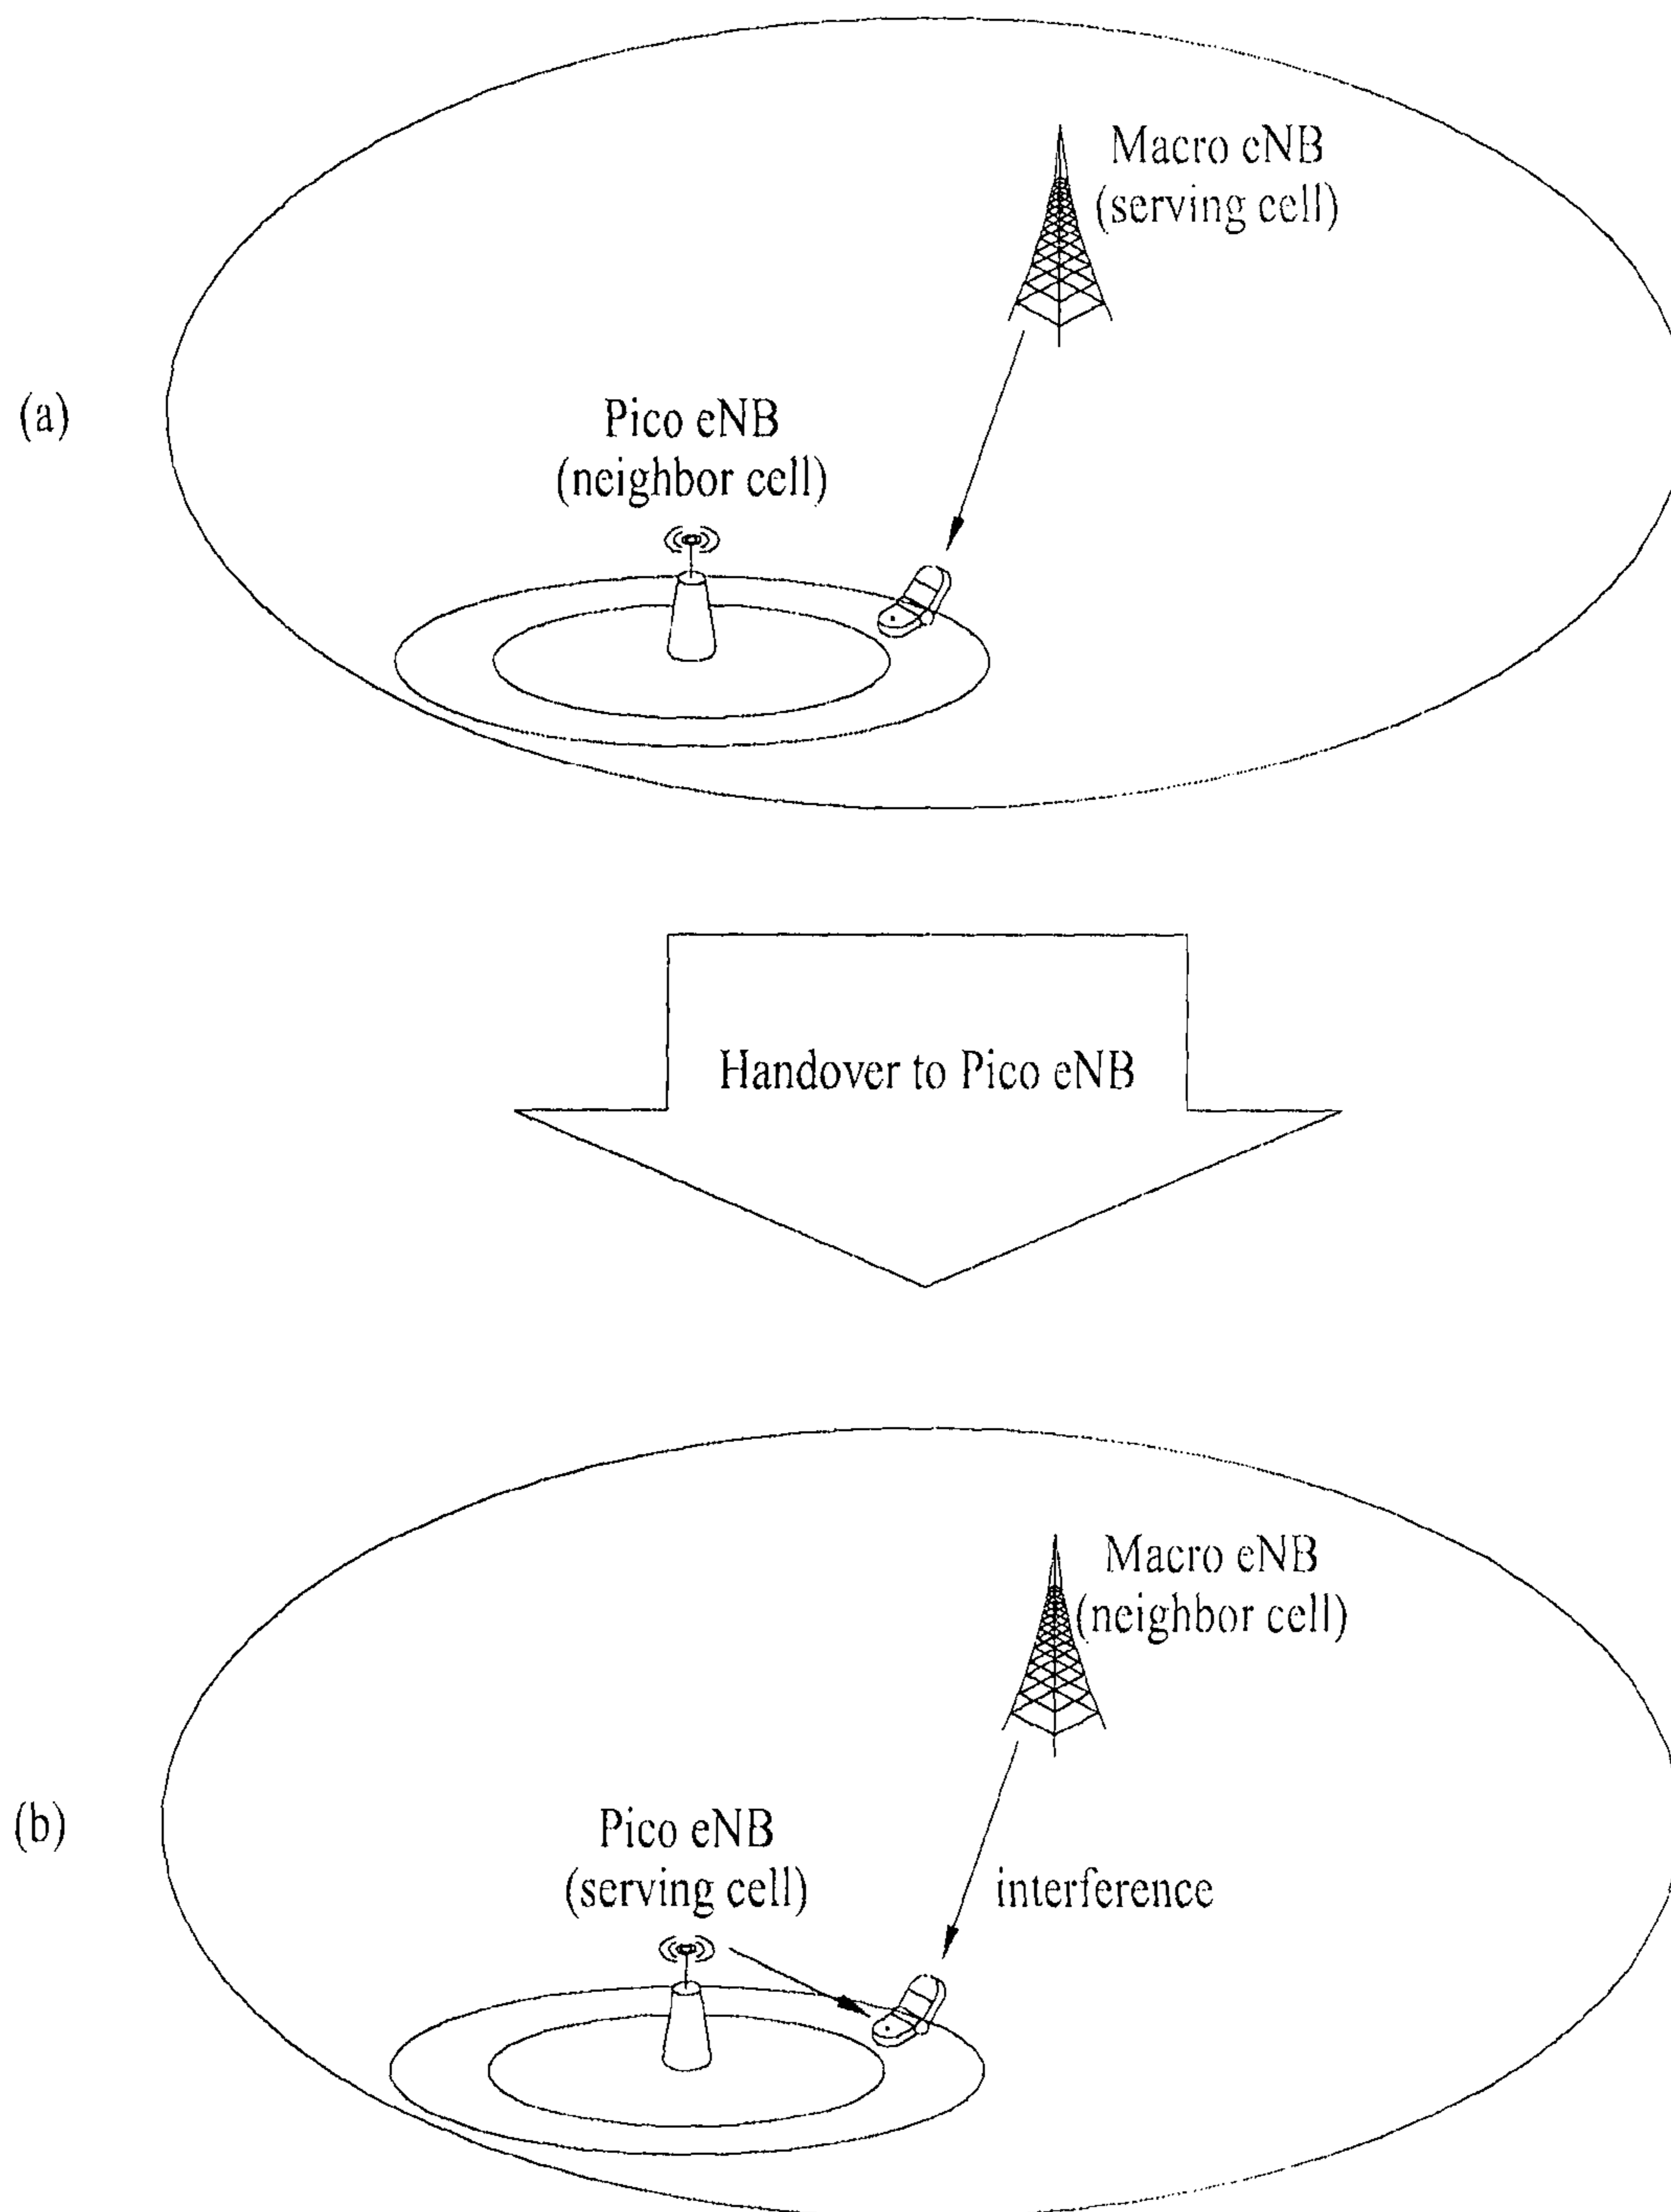 Macro eNB
(serving cell)
(a)
Pico eNB
(neighbor cell)
Handover to Pico eNB
Macro eNB
(neighbor cell)
(b)
Pico eNB
(serving cell)
interference